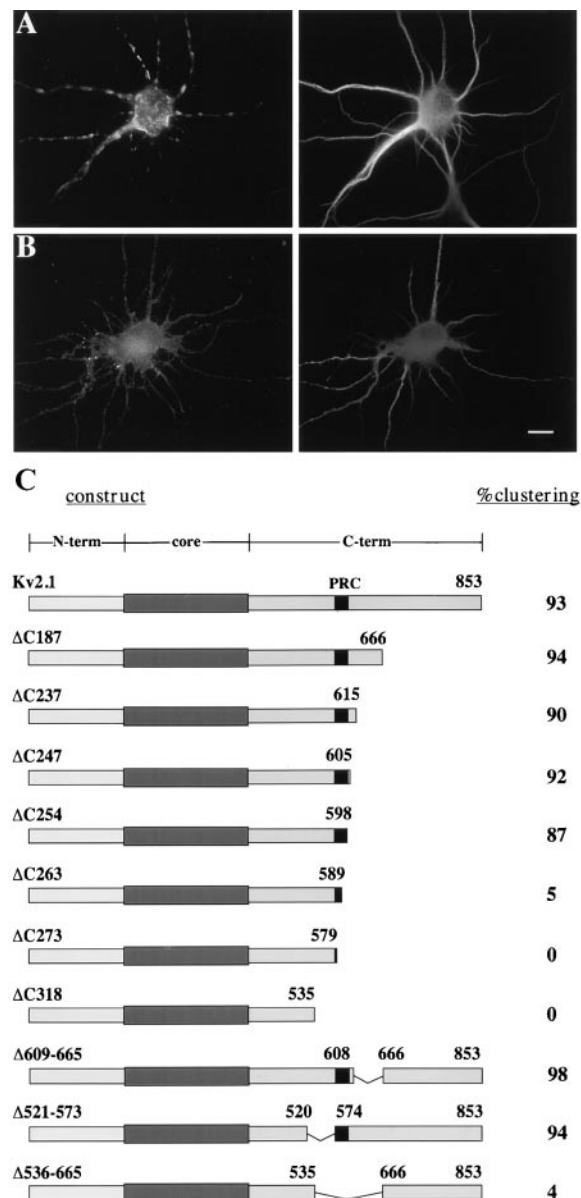 A
B
C
construct %clustering
N-term core C-term
Kv2.1 PRC 853 93
ΔC187 666 94
ΔC237 615 90
ΔC247 605 92
ΔC254 598 87
ΔC263 589 5
ΔC273 579 0
ΔC318 535 0
Δ609-665 608 666 853 98
Δ521-573 520 574 853 94
Δ536-665 535 666 853 4